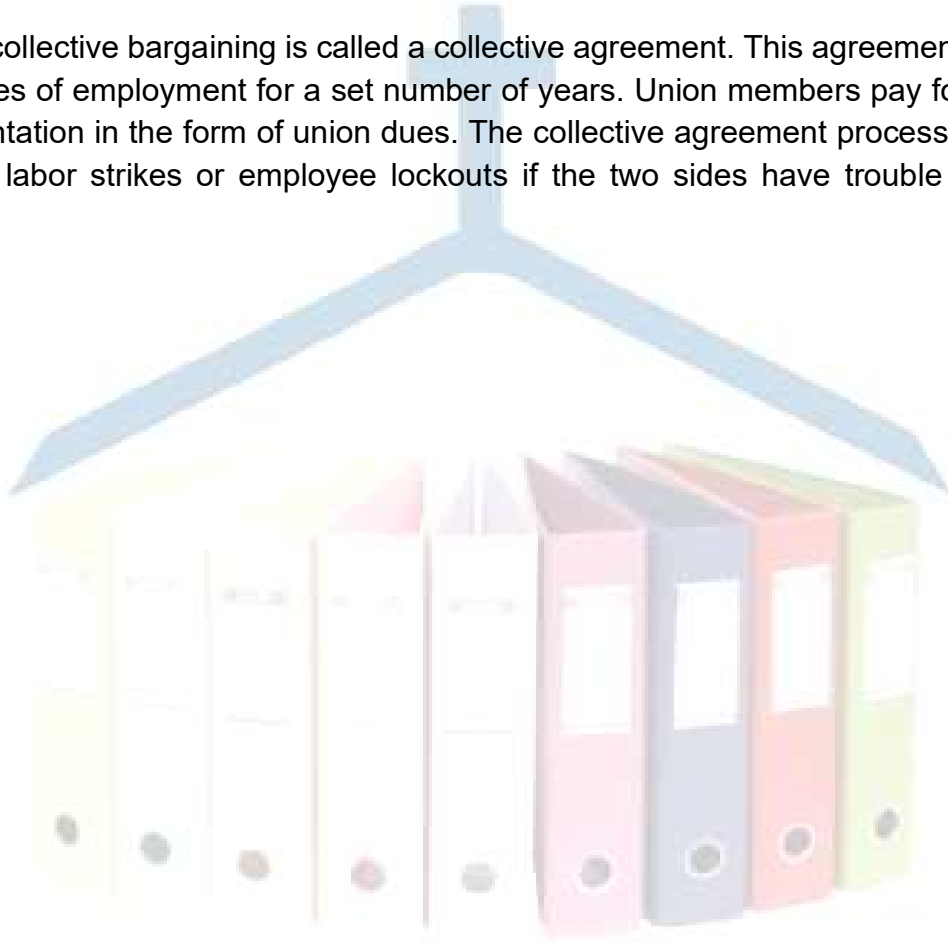 collective bargaining is called a collective agreement. This agreemen
es of employment for a set number of years. Union members pay fo
ntation in the form of union dues. The collective agreement process
labor strikes or employee lockouts if the two sides have trouble